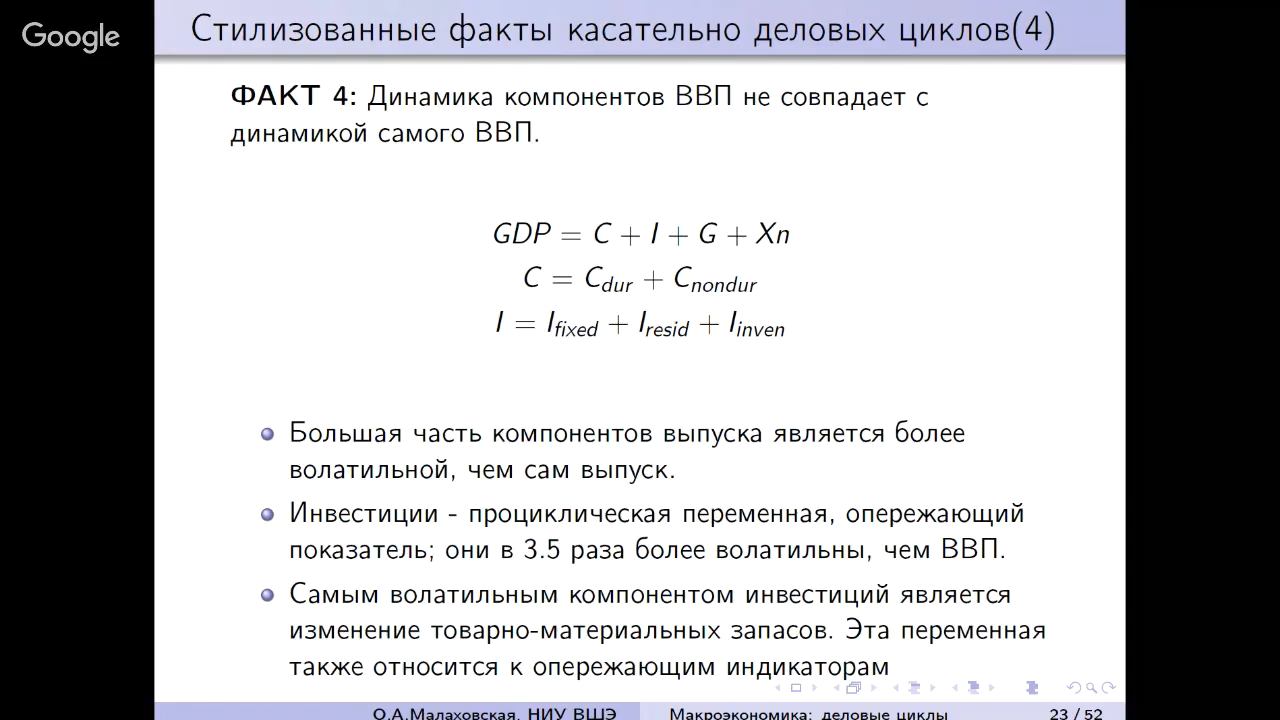 Google
Стилизованные факты касательно деловых циклов(4)
ФАКТ 4: Динамика компонентов ВВП не совпадает с
динамикой самого ВВП.
GDP = C + I + G + Xn
C = C_dur + C_nondur
I = I_fixed + I_resid + I_inven
Большая часть компонентов выпуска является более
волатильной, чем сам выпуск.
Инвестиции - проциклическая переменная, опережающий
показатель; они в 3.5 раза более волатильны, чем ВВП.
Самым волатильным компонентом инвестиций является
изменение товарно-материальных запасов. Эта переменная
также относится к опережающим индикаторам
О.А.Малаховская, НИУ ВШЭ Макроэкономика: деловые циклы 23 / 52